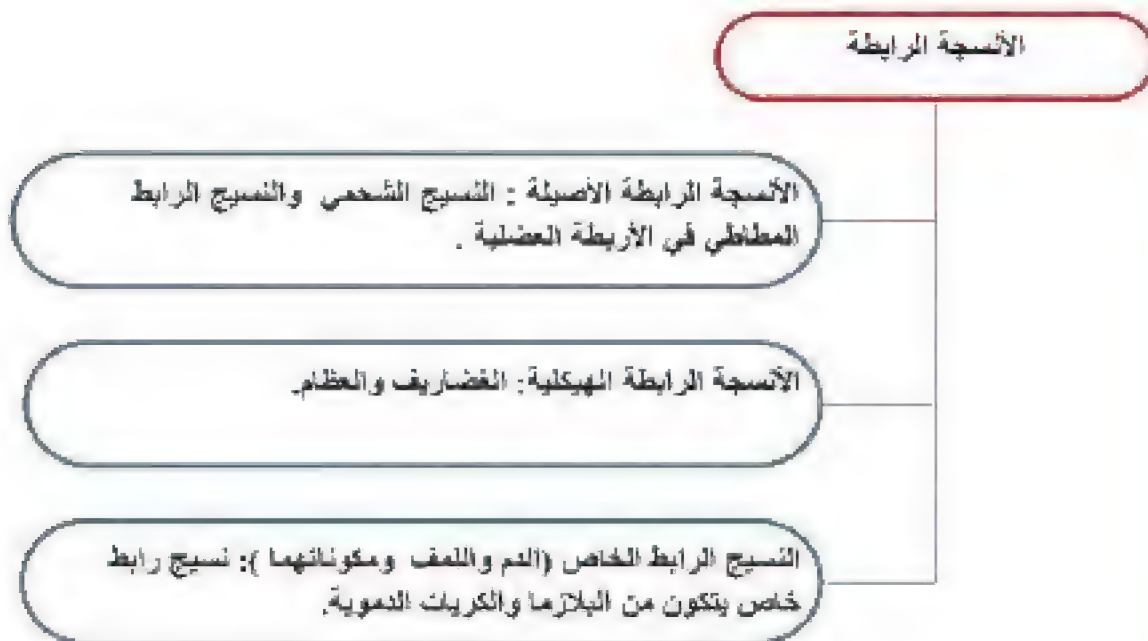 الأنسجة الرابطة
الأنسجة الرابطة الأصيلة : النسيج الشحمي والنسيج الرابط
المطاطي في الأربطة العضلية .
الأنسجة الرابطة الهيكلية: الغضاريف والعظام.
النسيج الرابط الخاص (الدم واللمف ومكوناتهما ): نسيج رابط
خاص يتكون من البلازما والكريات الدموية.